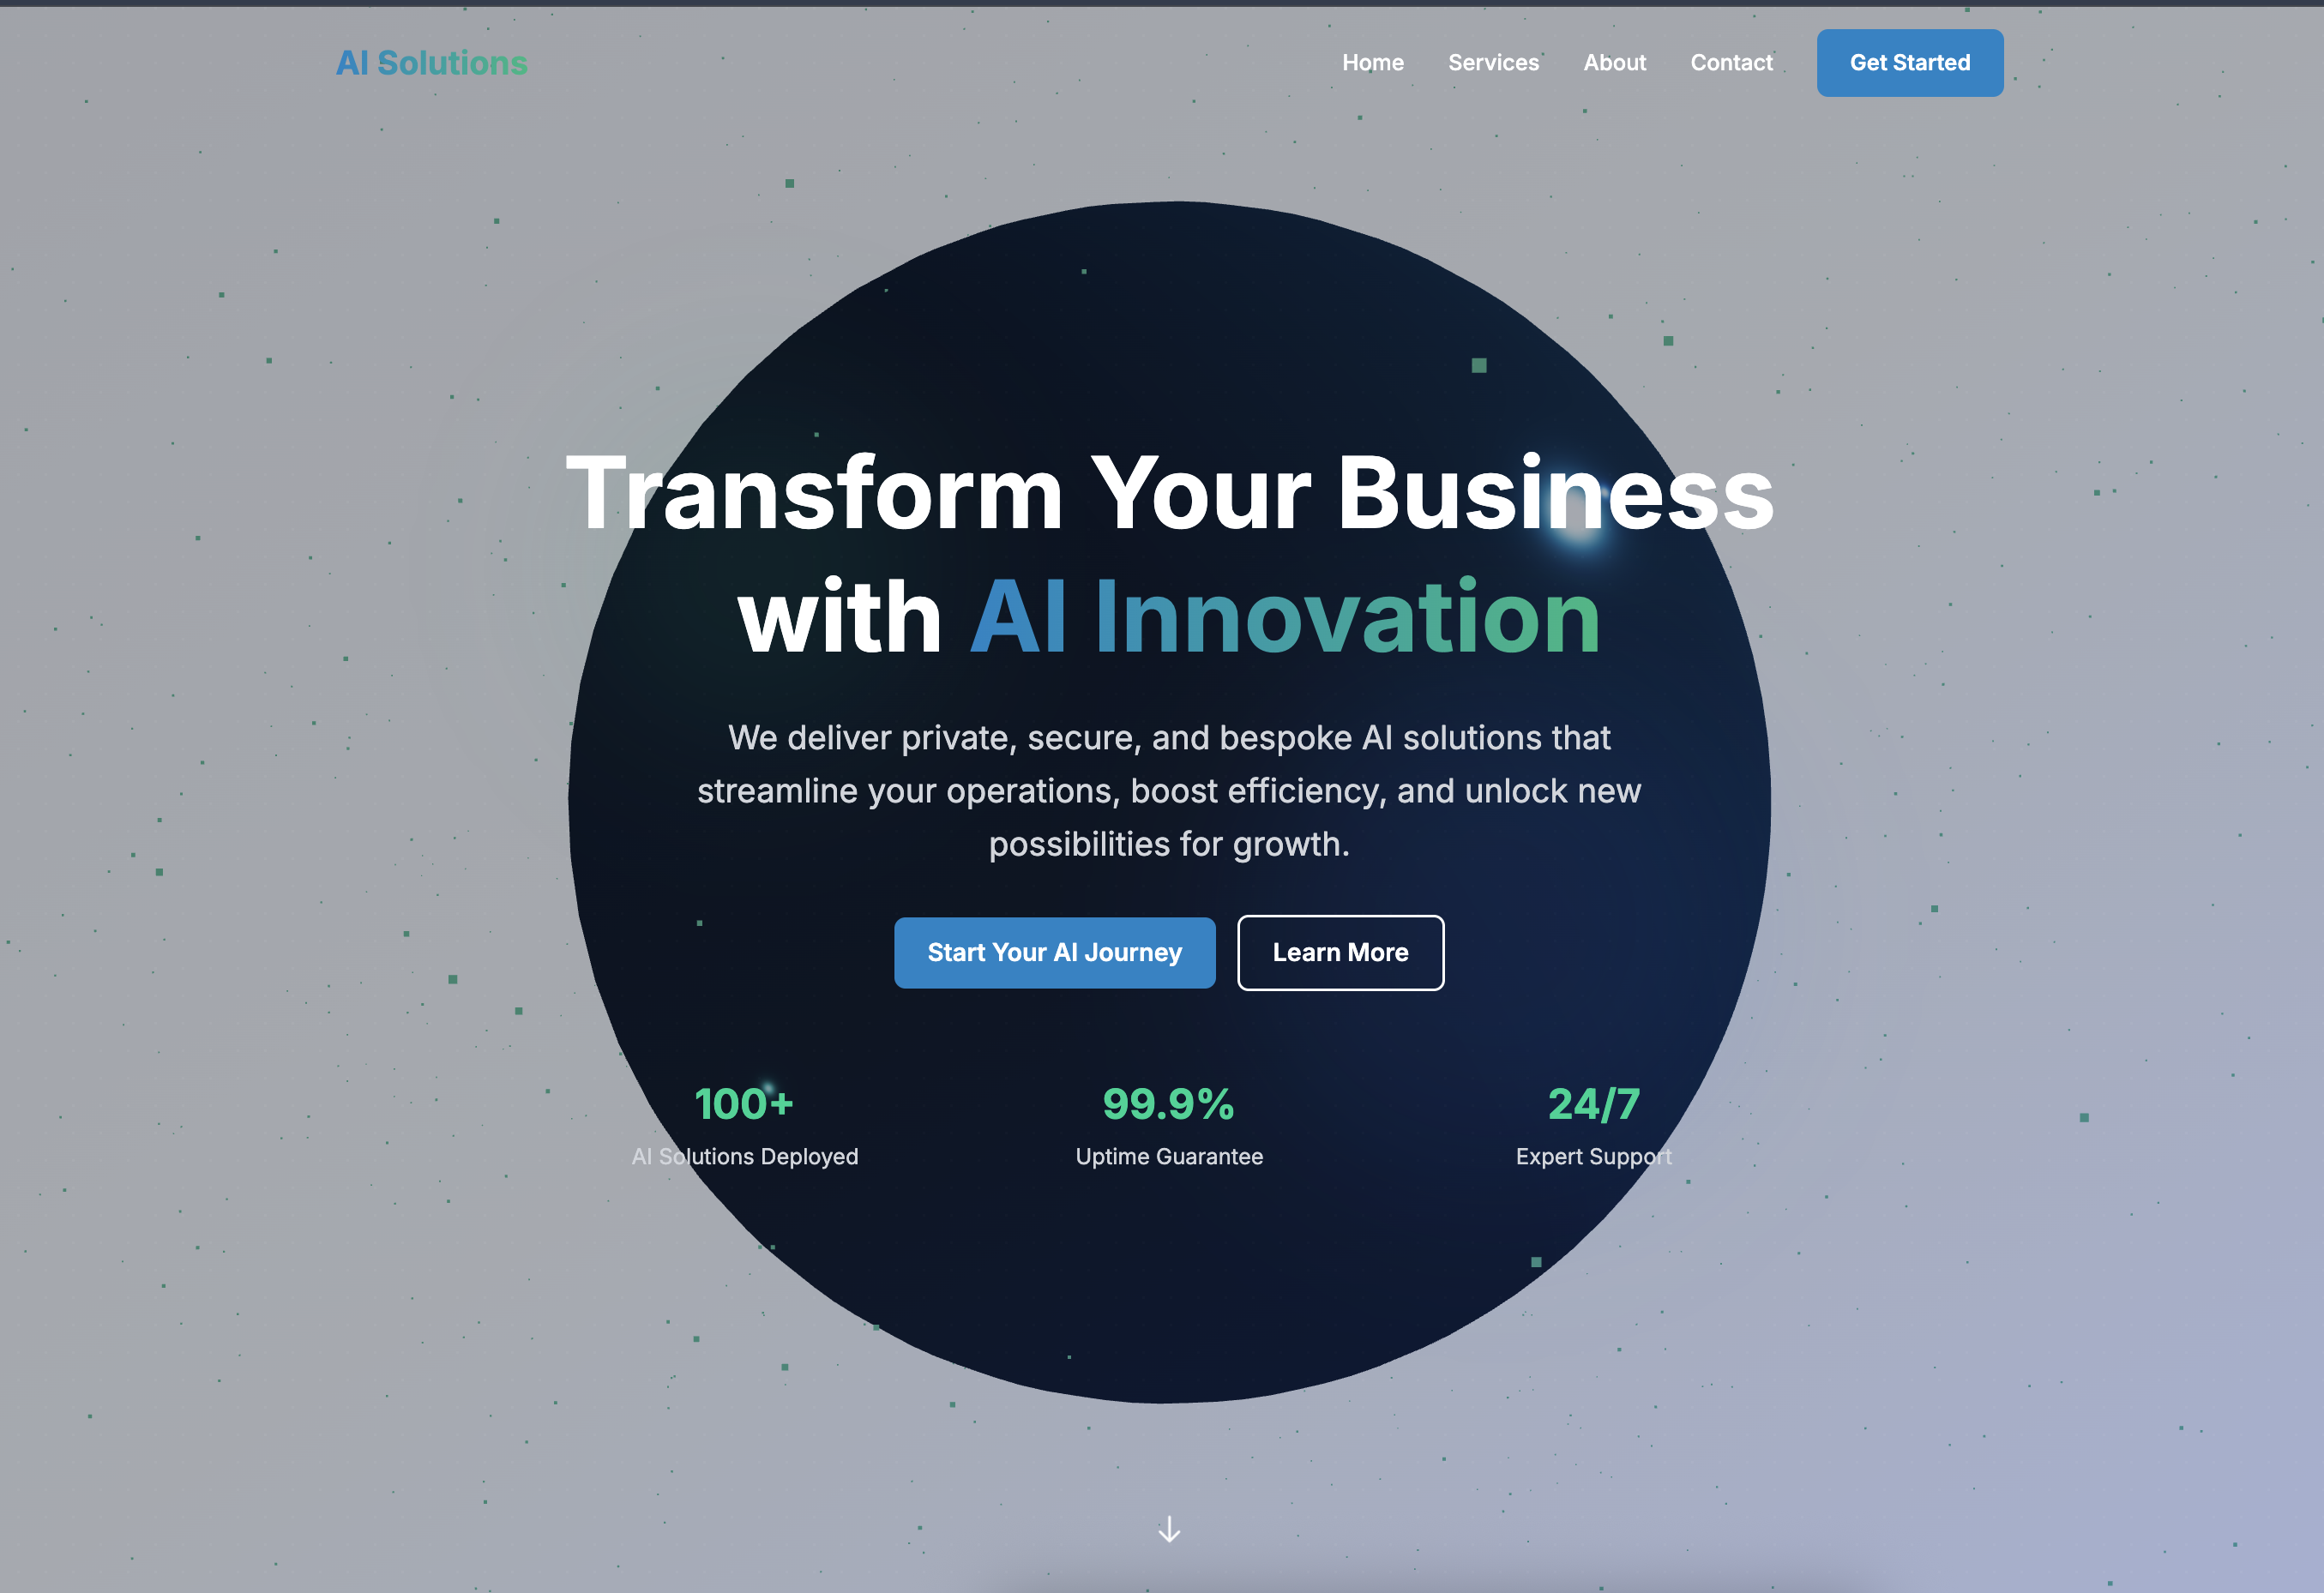 AI Solutions
Home Services About Contact Get Started
Transform Your Business
with AI Innovation
We deliver private, secure, and bespoke AI solutions that
streamline your operations, boost efficiency, and unlock new
possibilities for growth.
Start Your AI Journey Learn More
100+ 99.9% 24/7
AI Solutions Deployed Uptime Guarantee Expert Support